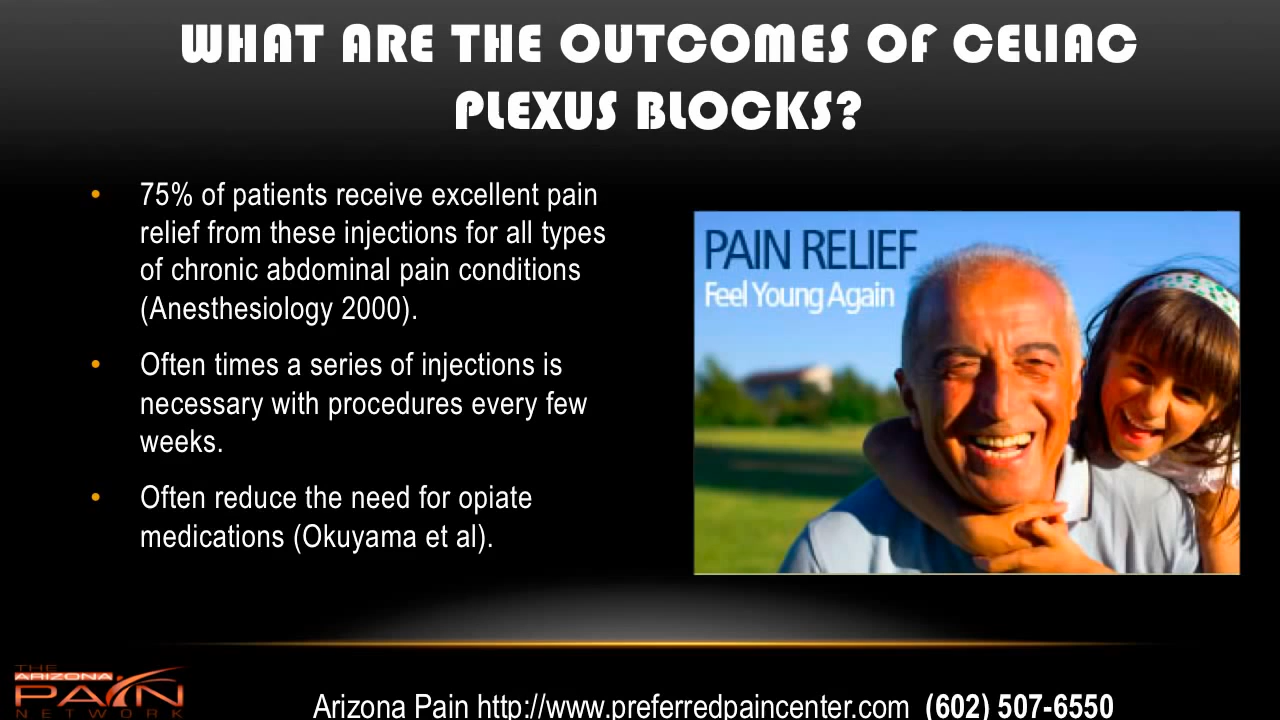 WHAT ARE THE OUTCOMES OF CELIAC
PLEXUS BLOCKS?
• 75% of patients receive excellent pain
relief from these injections for all types
of chronic abdominal pain conditions
(Anesthesiology 2000).
• Often times a series of injections is
necessary with procedures every few
weeks.
• Often reduce the need for opiate
medications (Okuyama et al).
PAIN RELIEF
Feel Young Again
THE
ARIZONA
PAIN
NETWORK
Arizona Pain http://www.preferredpaincenter.com (602) 507-6550